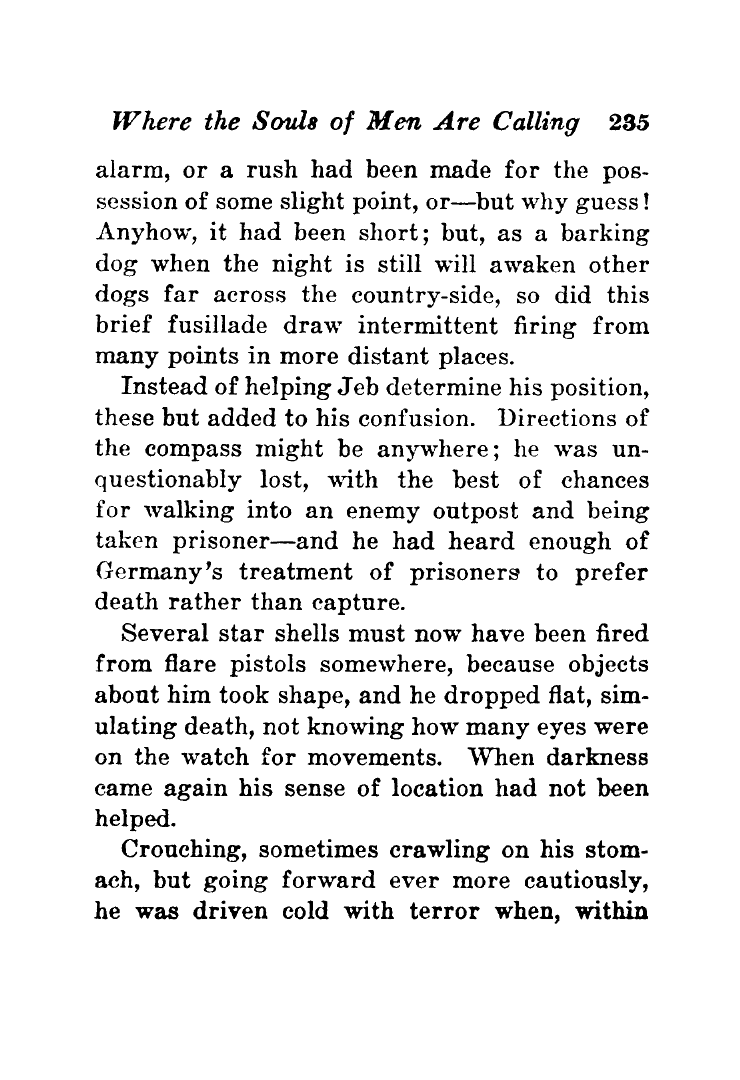 Where the Souls of Men Are Calling 235
alarm, or a rush had been made for the pos-
session of some slight point, or—but why guess!
Anyhow, it had been short; but, as a barking
dog when the night is still will awaken other
dogs far across the country-side, so did this
brief fusillade draw intermittent firing from
many points in more distant places.
Instead of helping Jeb determine his position,
these but added to his confusion. Directions of
the compass might be anywhere; he was un-
questionably lost, with the best of chances
for walking into an enemy outpost and being
taken prisoner—and he had heard enough of
Germany's treatment of prisoners to prefer
death rather than capture.
Several star shells must now have been fired
from flare pistols somewhere, because objects
about him took shape, and he dropped flat, sim-
ulating death, not knowing how many eyes were
on the watch for movements. When darkness
came again his sense of location had not been
helped.
Crouching, sometimes crawling on his stom-
ach, but going forward ever more cautiously,
he was driven cold with terror when, within